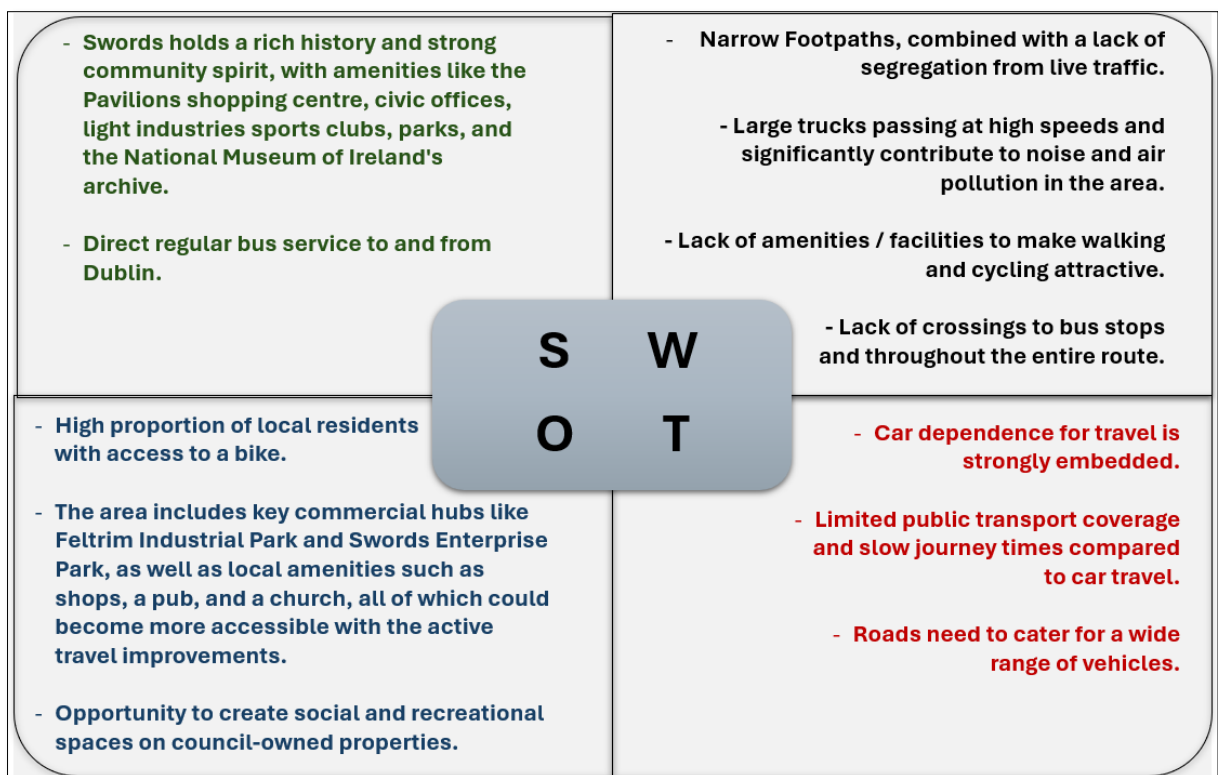 - Swords holds a rich history and strong
community spirit, with amenities like the
Pavilions shopping centre, civic offices,
light industries sports clubs, parks, and
the National Museum of Ireland's
archive.
- Direct regular bus service to and from
Dublin.
- Narrow Footpaths, combined with a lack of
segregation from live traffic.
- Large trucks passing at high speeds and
significantly contribute to noise and air
pollution in the area.
- Lack of amenities / facilities to make walking
and cycling attractive.
- Lack of crossings to bus stops
and throughout the entire route.
S W
O T
- High proportion of local residents
with access to a bike.
- The area includes key commercial hubs like
Feltrim Industrial Park and Swords Enterprise
Park, as well as local amenities such as
shops, a pub, and a church, all of which could
become more accessible with the active
travel improvements.
- Opportunity to create social and recreational
spaces on council-owned properties.
- Car dependence for travel is
strongly embedded.
- Limited public transport coverage
and slow journey times compared
to car travel.
- Roads need to cater for a wide
range of vehicles.